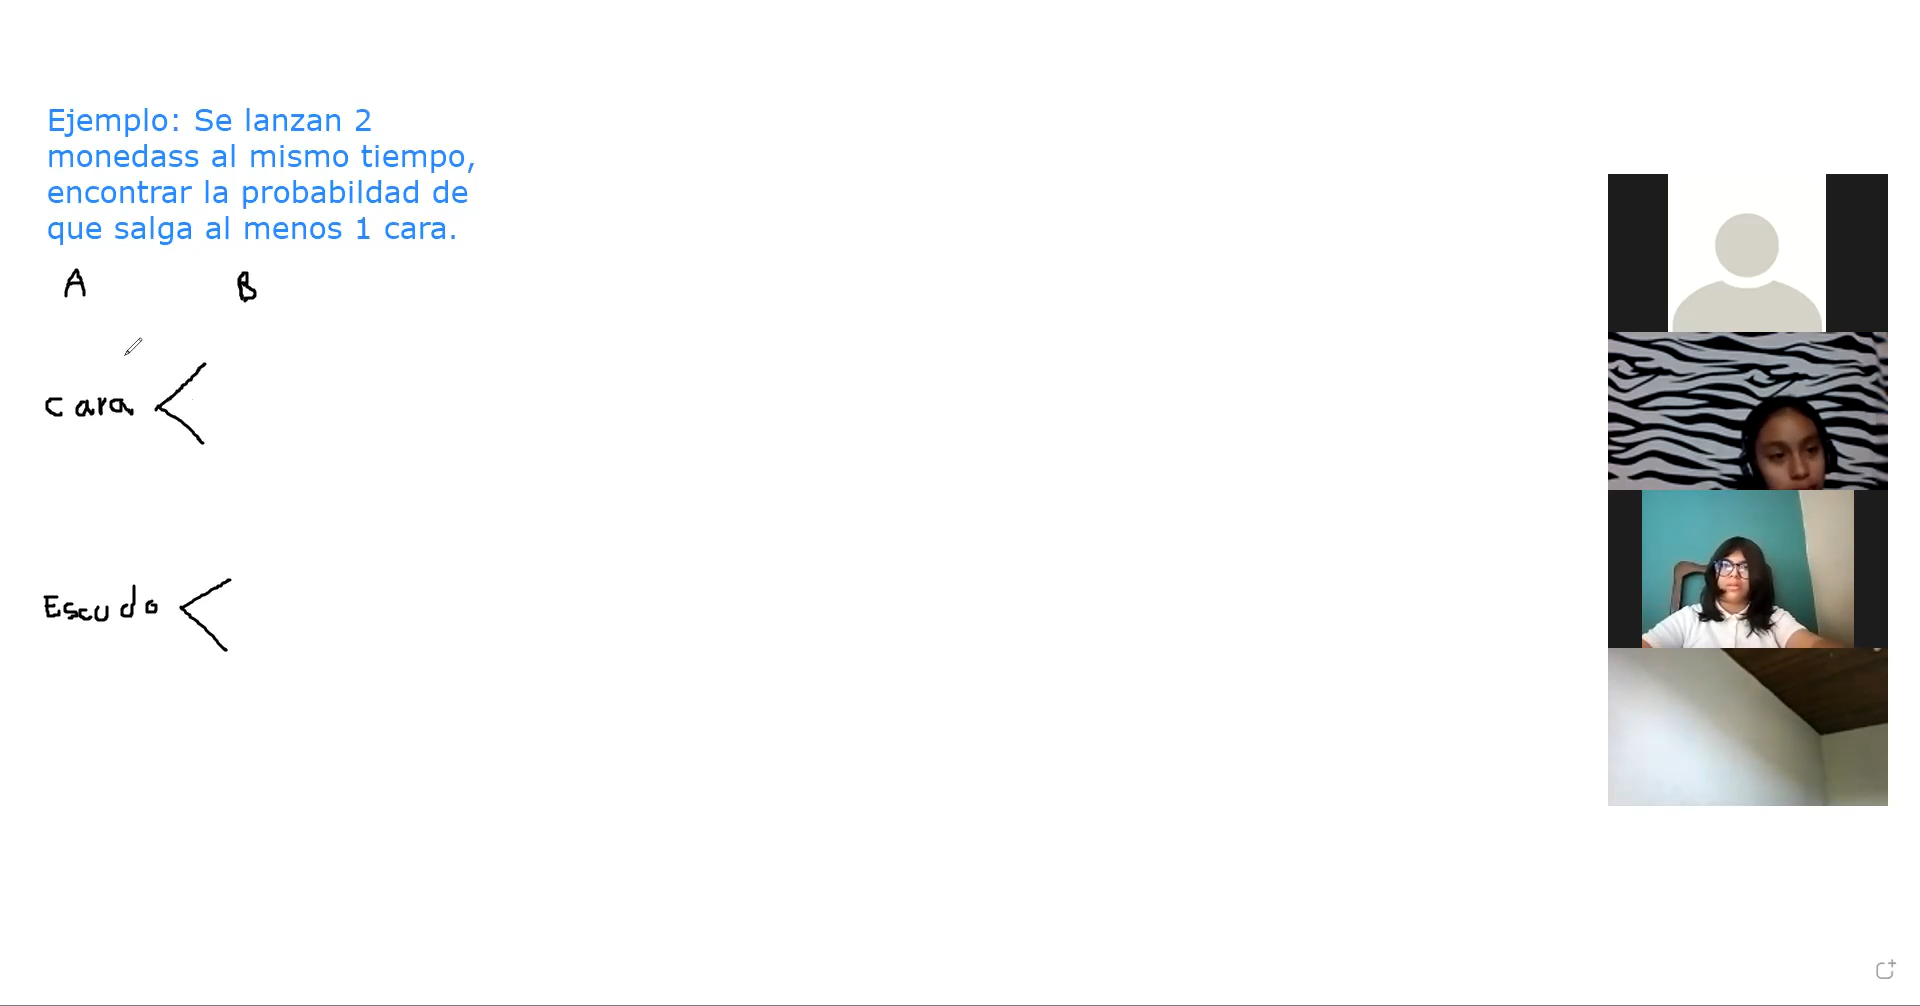 Ejemplo: Se lanzan 2
monedass al mismo tiempo,
encontrar la probabildad de
que salga al menos 1 cara.
A B
cara
Escudo